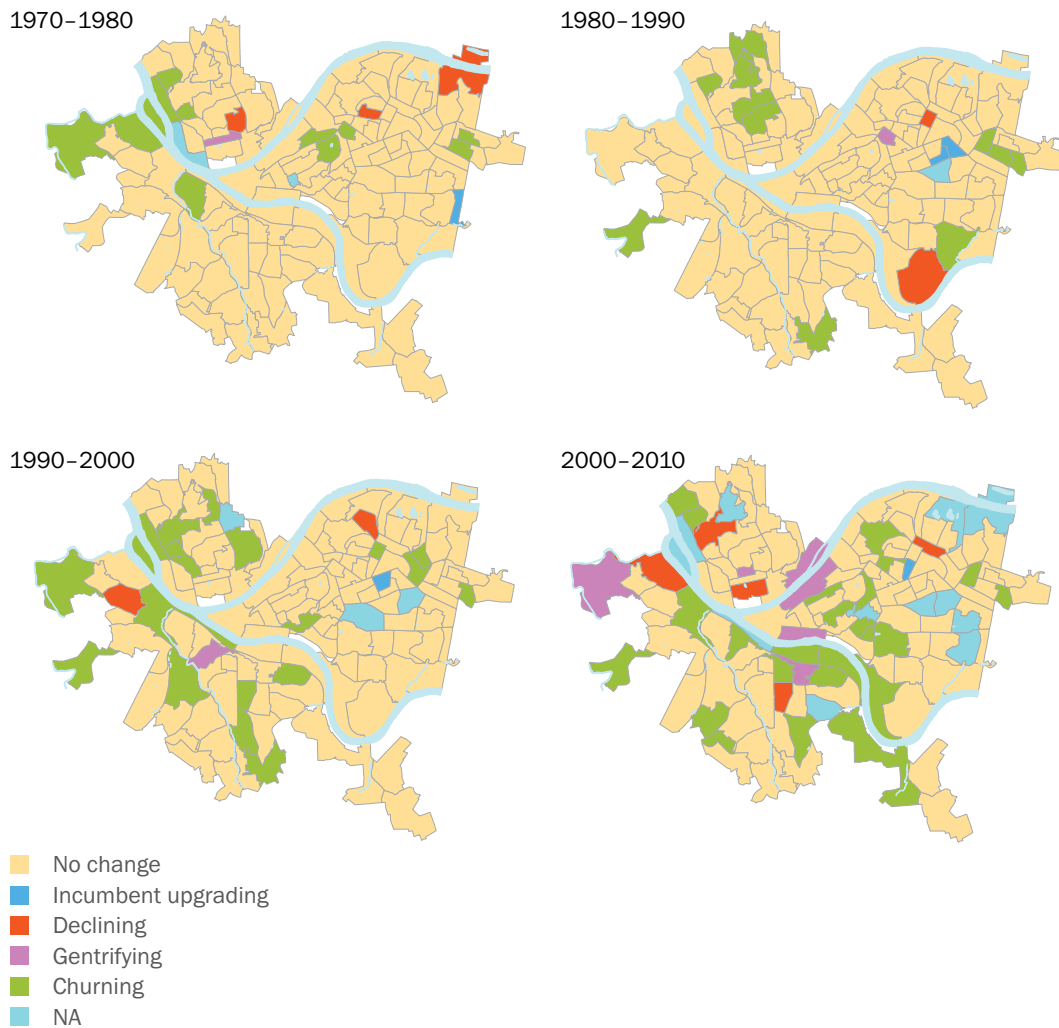 1970–1980
1980–1990
1990–2000
2000–2010
No change
Incumbent upgrading
Declining
Gentrifying
Churning
NA